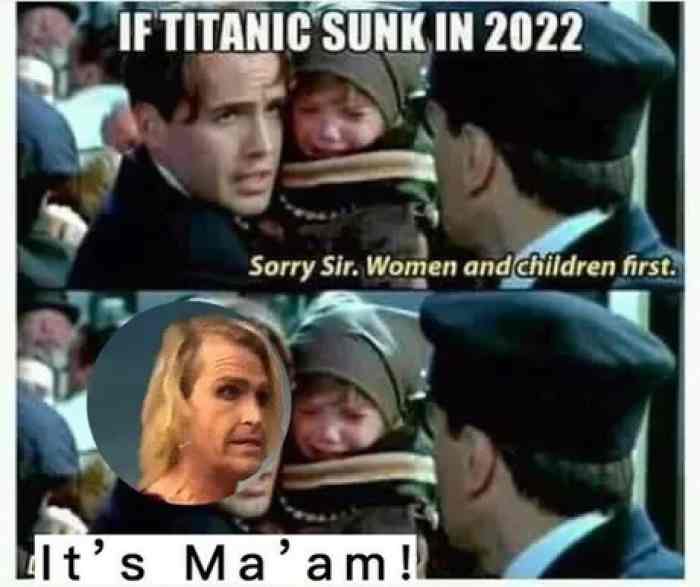 IF TITANIC SUNK IN 2022
Sorry Sir. Women and children first.
It's Ma'am!